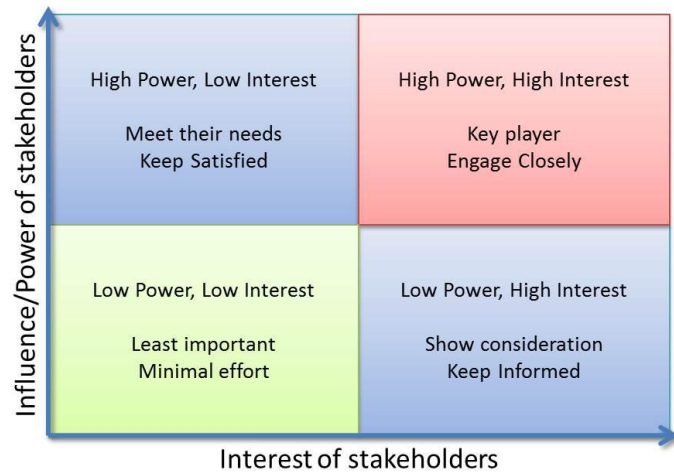 Influence/Power of stakeholders
High Power, Low Interest
Meet their needs
Keep Satisfied
High Power, High Interest
Key player
Engage Closely
Low Power, Low Interest
Least important
Minimal effort
Low Power, High Interest
Show consideration
Keep Informed
Interest of stakeholders